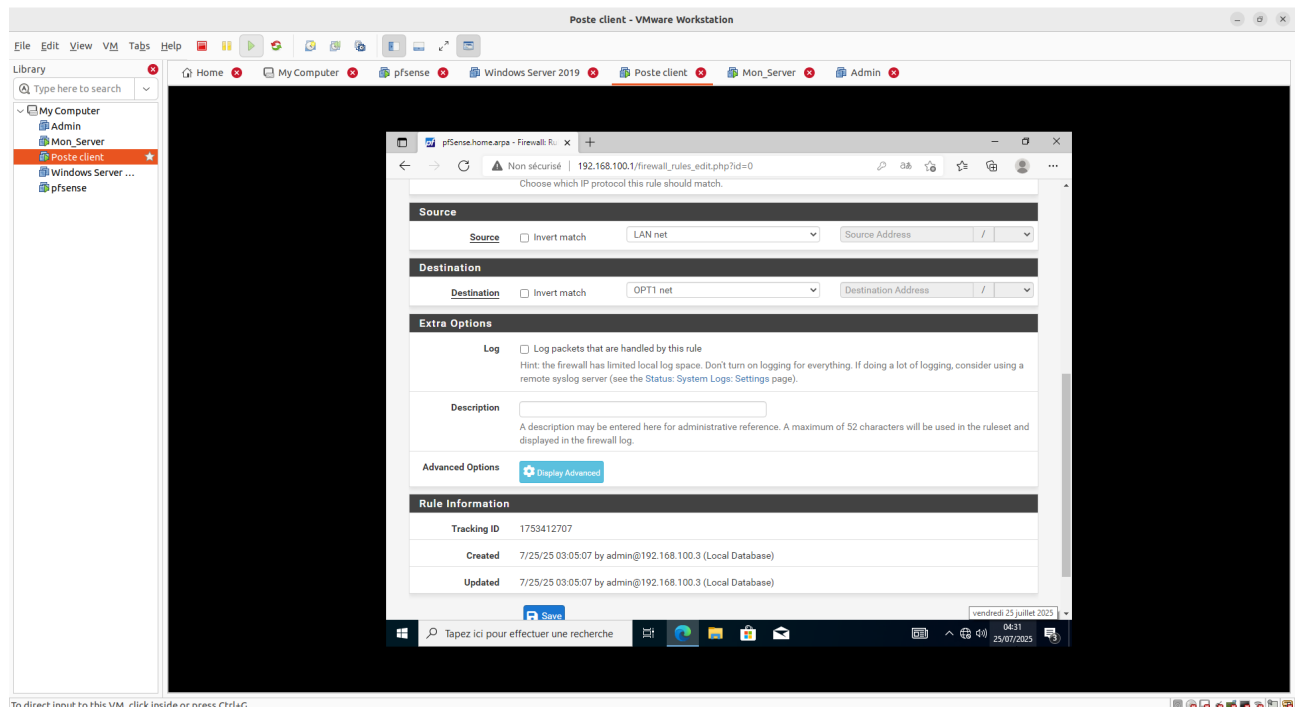 Poste client - VMware Workstation
File Edit View VM Tabs Help
Library
Type here to search
My Computer
Admin
Mon_Server
Poste client
Windows Server ...
pfsense
Home My Computer pfsense Windows Server 2019 Poste client Mon_Server Admin
pfSense.home.arpa - Firewall: Ru
Non sécurisé 192.168.100.1/firewall_rules_edit.php?id=0
Choose which IP protocol this rule should match.
Source
Source Invert match LAN net Source Address /
Destination
Destination Invert match OPT1 net Destination Address /
Extra Options
Log Log packets that are handled by this rule
Hint: the firewall has limited local log space. Don't turn on logging for everything. If doing a lot of logging, consider using a
remote syslog server (see the Status: System Logs: Settings page).
Description
A description may be entered here for administrative reference. A maximum of 52 characters will be used in the ruleset and
displayed in the firewall log.
Advanced Options Display Advanced
Rule Information
Tracking ID 1753412707
Created 7/25/25 03:05:07 by admin@192.168.100.3 (Local Database)
Updated 7/25/25 03:05:07 by admin@192.168.100.3 (Local Database)
Save
vendredi 25 juillet 2025
Tapez ici pour effectuer une recherche
04:31
25/07/2025
3
To direct input to this VM, click inside or press Ctrl+G.